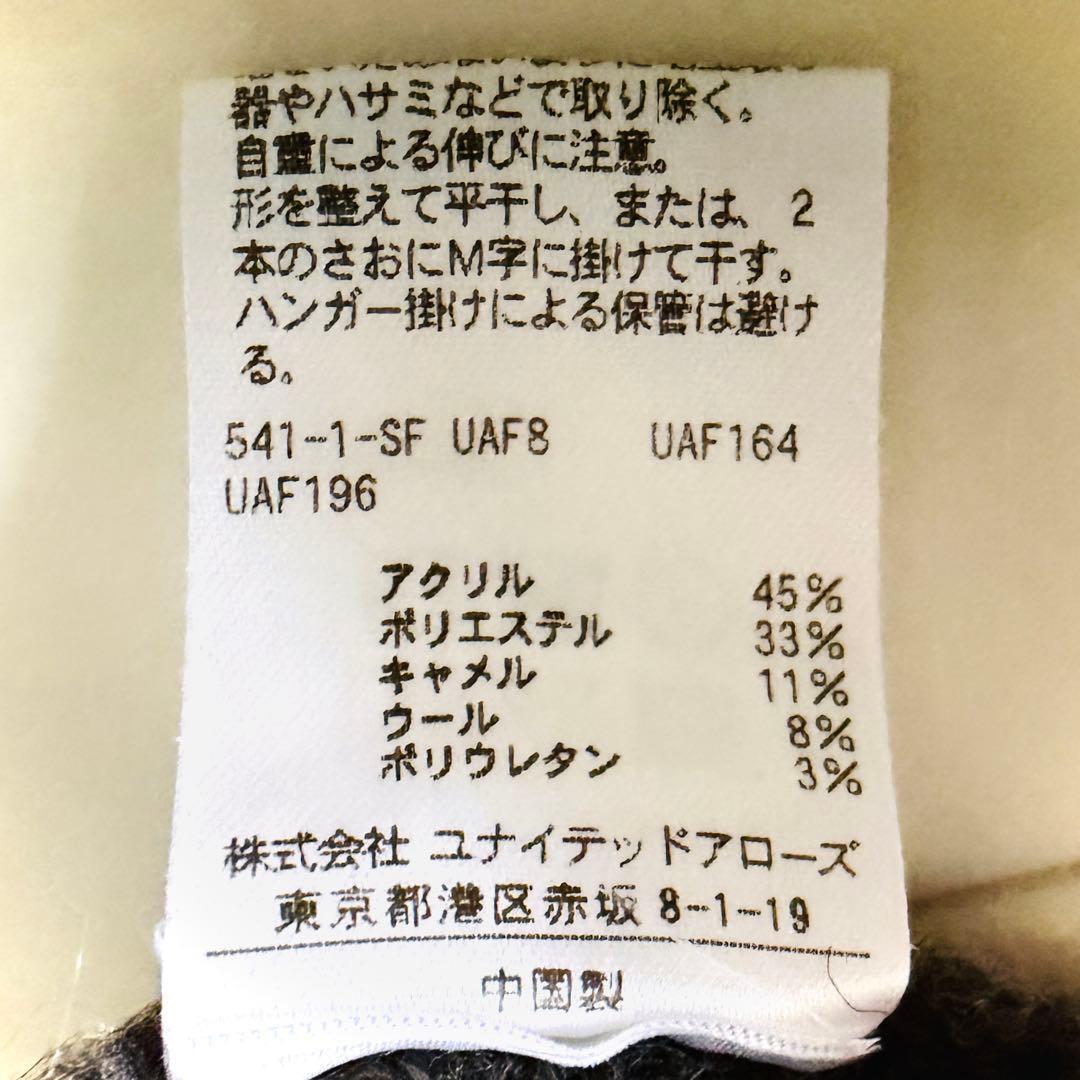 器やハサミなどで取り除く。
自重による伸びに注意。
形を整えて平干し、または、2
本のさおにM字に掛けて干す。
ハンガー掛けによる保管は避け
る。
541-1-SF UAF8 UAF164
UAF196
アクリル 45%
ポリエステル 33%
キャメル 11%
ウール 8%
ポリウレタン 3%
株式会社 ユナイテッドアローズ
東京都港区赤坂 8-1-19
中国製